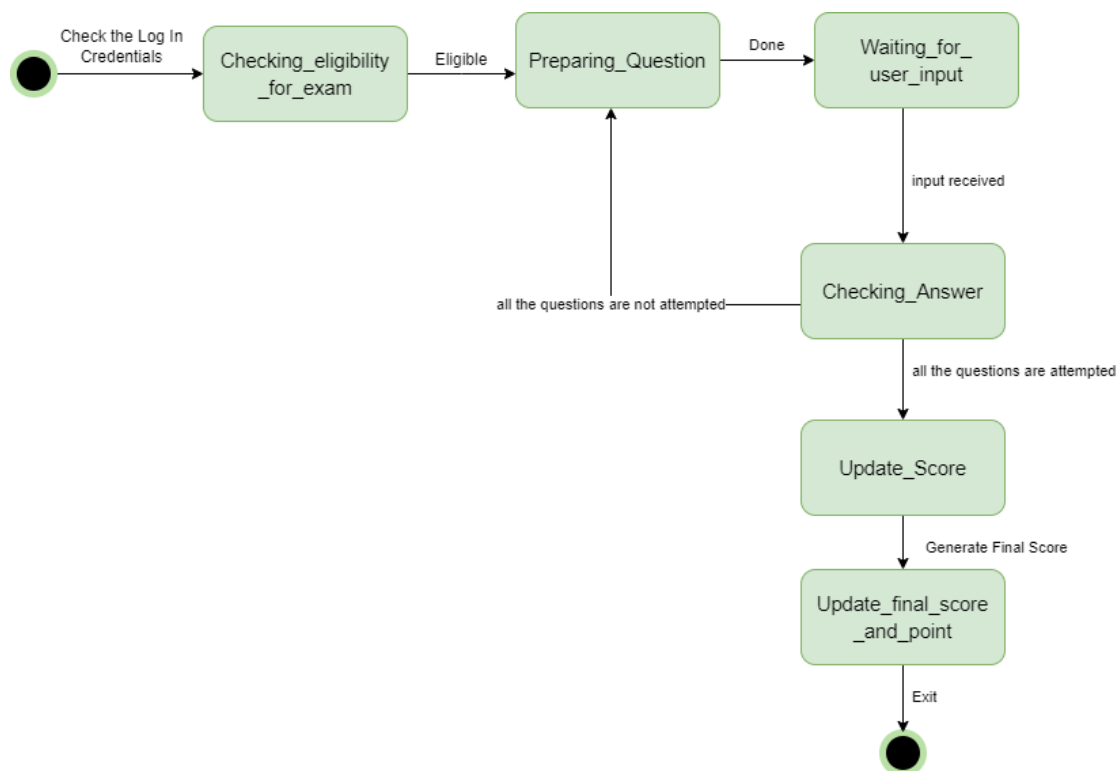 Check the Log In
Credentials
Checking_eligibility
_for_exam
Eligible
Preparing_Question
Done
Waiting_for_
user_input
input received
Checking_Answer
all the questions are not attempted
all the questions are attempted
Update_Score
Generate Final Score
Update_final_score
_and_point
Exit